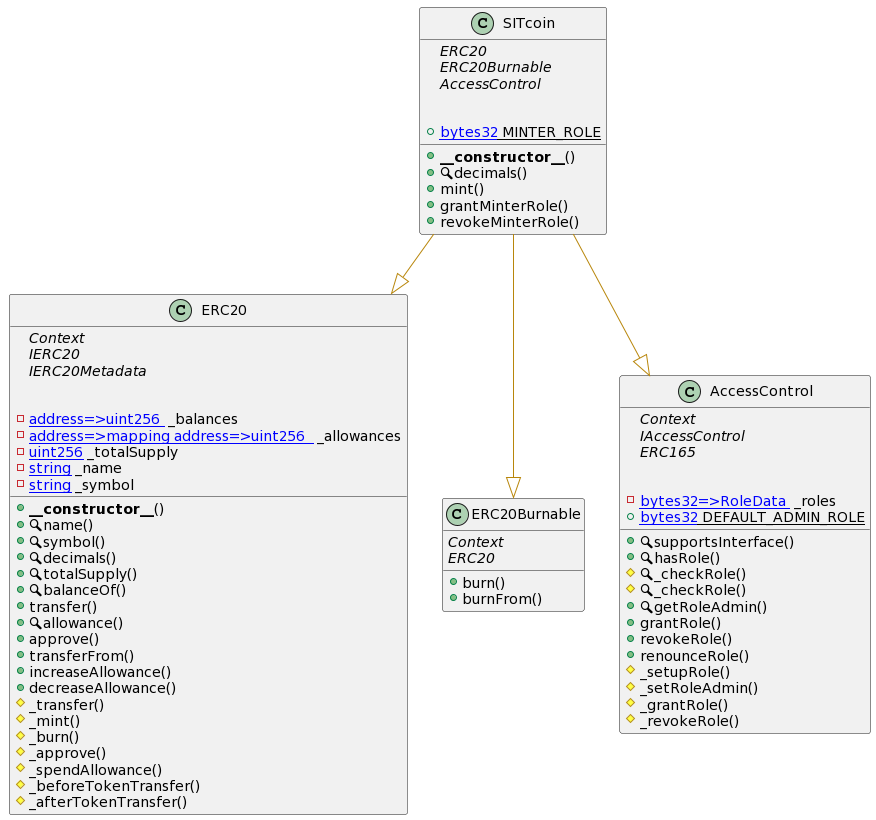 SITcoin
ERC20
ERC20Burnable
AccessControl
bytes32 MINTER_ROLE
__constructor__()
🔍decimals()
mint()
grantMinterRole()
revokeMinterRole()
ERC20
Context
IERC20
IERC20Metadata
address=>uint256 _balances
address=>mapping address=>uint256 _allowances
uint256 _totalSupply
string _name
string _symbol
__constructor__()
🔍name()
🔍symbol()
🔍decimals()
🔍totalSupply()
🔍balanceOf()
transfer()
🔍allowance()
approve()
transferFrom()
increaseAllowance()
decreaseAllowance()
_transfer()
_mint()
_burn()
_approve()
_spendAllowance()
_beforeTokenTransfer()
_afterTokenTransfer()
ERC20Burnable
Context
ERC20
burn()
burnFrom()
AccessControl
Context
IAccessControl
ERC165
bytes32=>RoleData _roles
bytes32 DEFAULT_ADMIN_ROLE
🔍supportsInterface()
🔍hasRole()
🔍_checkRole()
🔍_checkRole()
🔍getRoleAdmin()
grantRole()
revokeRole()
renounceRole()
_setupRole()
_setRoleAdmin()
_grantRole()
_revokeRole()